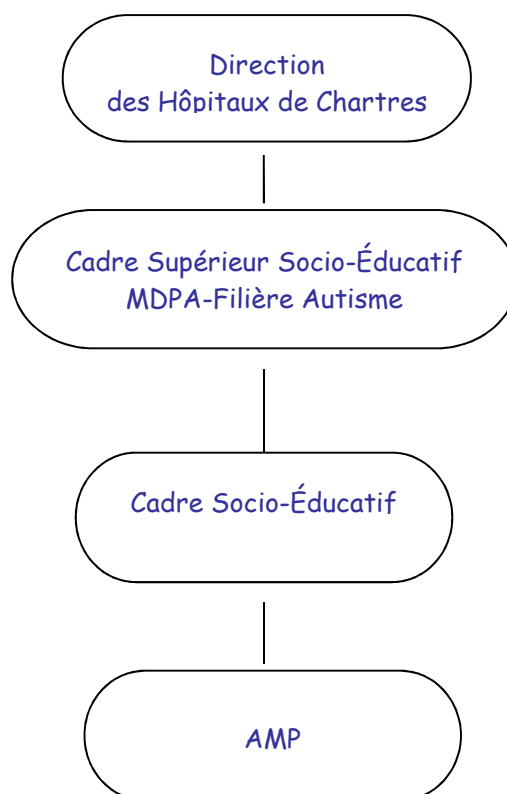 Direction
des Hôpitaux de Chartres
Cadre Supérieur Socio-Éducatif
MDPA-Filière Autisme
Cadre Socio-Éducatif
AMP